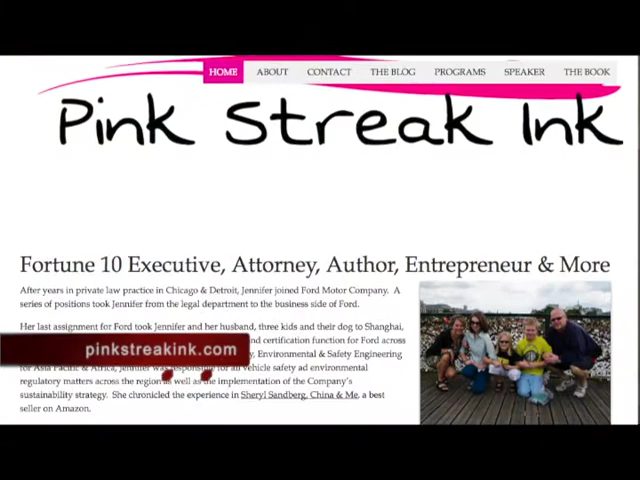 HOME ABOUT CONTACT THE BLOG PROGRAMS SPEAKER THE BOOK
Pink Streak Ink
Fortune 10 Executive, Attorney, Author, Entrepreneur & More
After years in private law practice in Chicago & Detroit, Jennifer joined Ford Motor Company. A
series of positions took Jennifer from the legal department to the business side of Ford.
Her last assignment for Ford took Jennifer and her husband, three kids and their dog to Shanghai,
and certification function for Ford across
pinkstreakink.com
, Environmental & Safety Engineering
for Asia Pacific & Africa, Jennifer was responsible for all vehicle safety ad environmental
regulatory matters across the region as well as the implementation of the Company's
sustainability strategy. She chronicled the experience in Sheryl Sandberg, China & Me, a best
seller on Amazon.